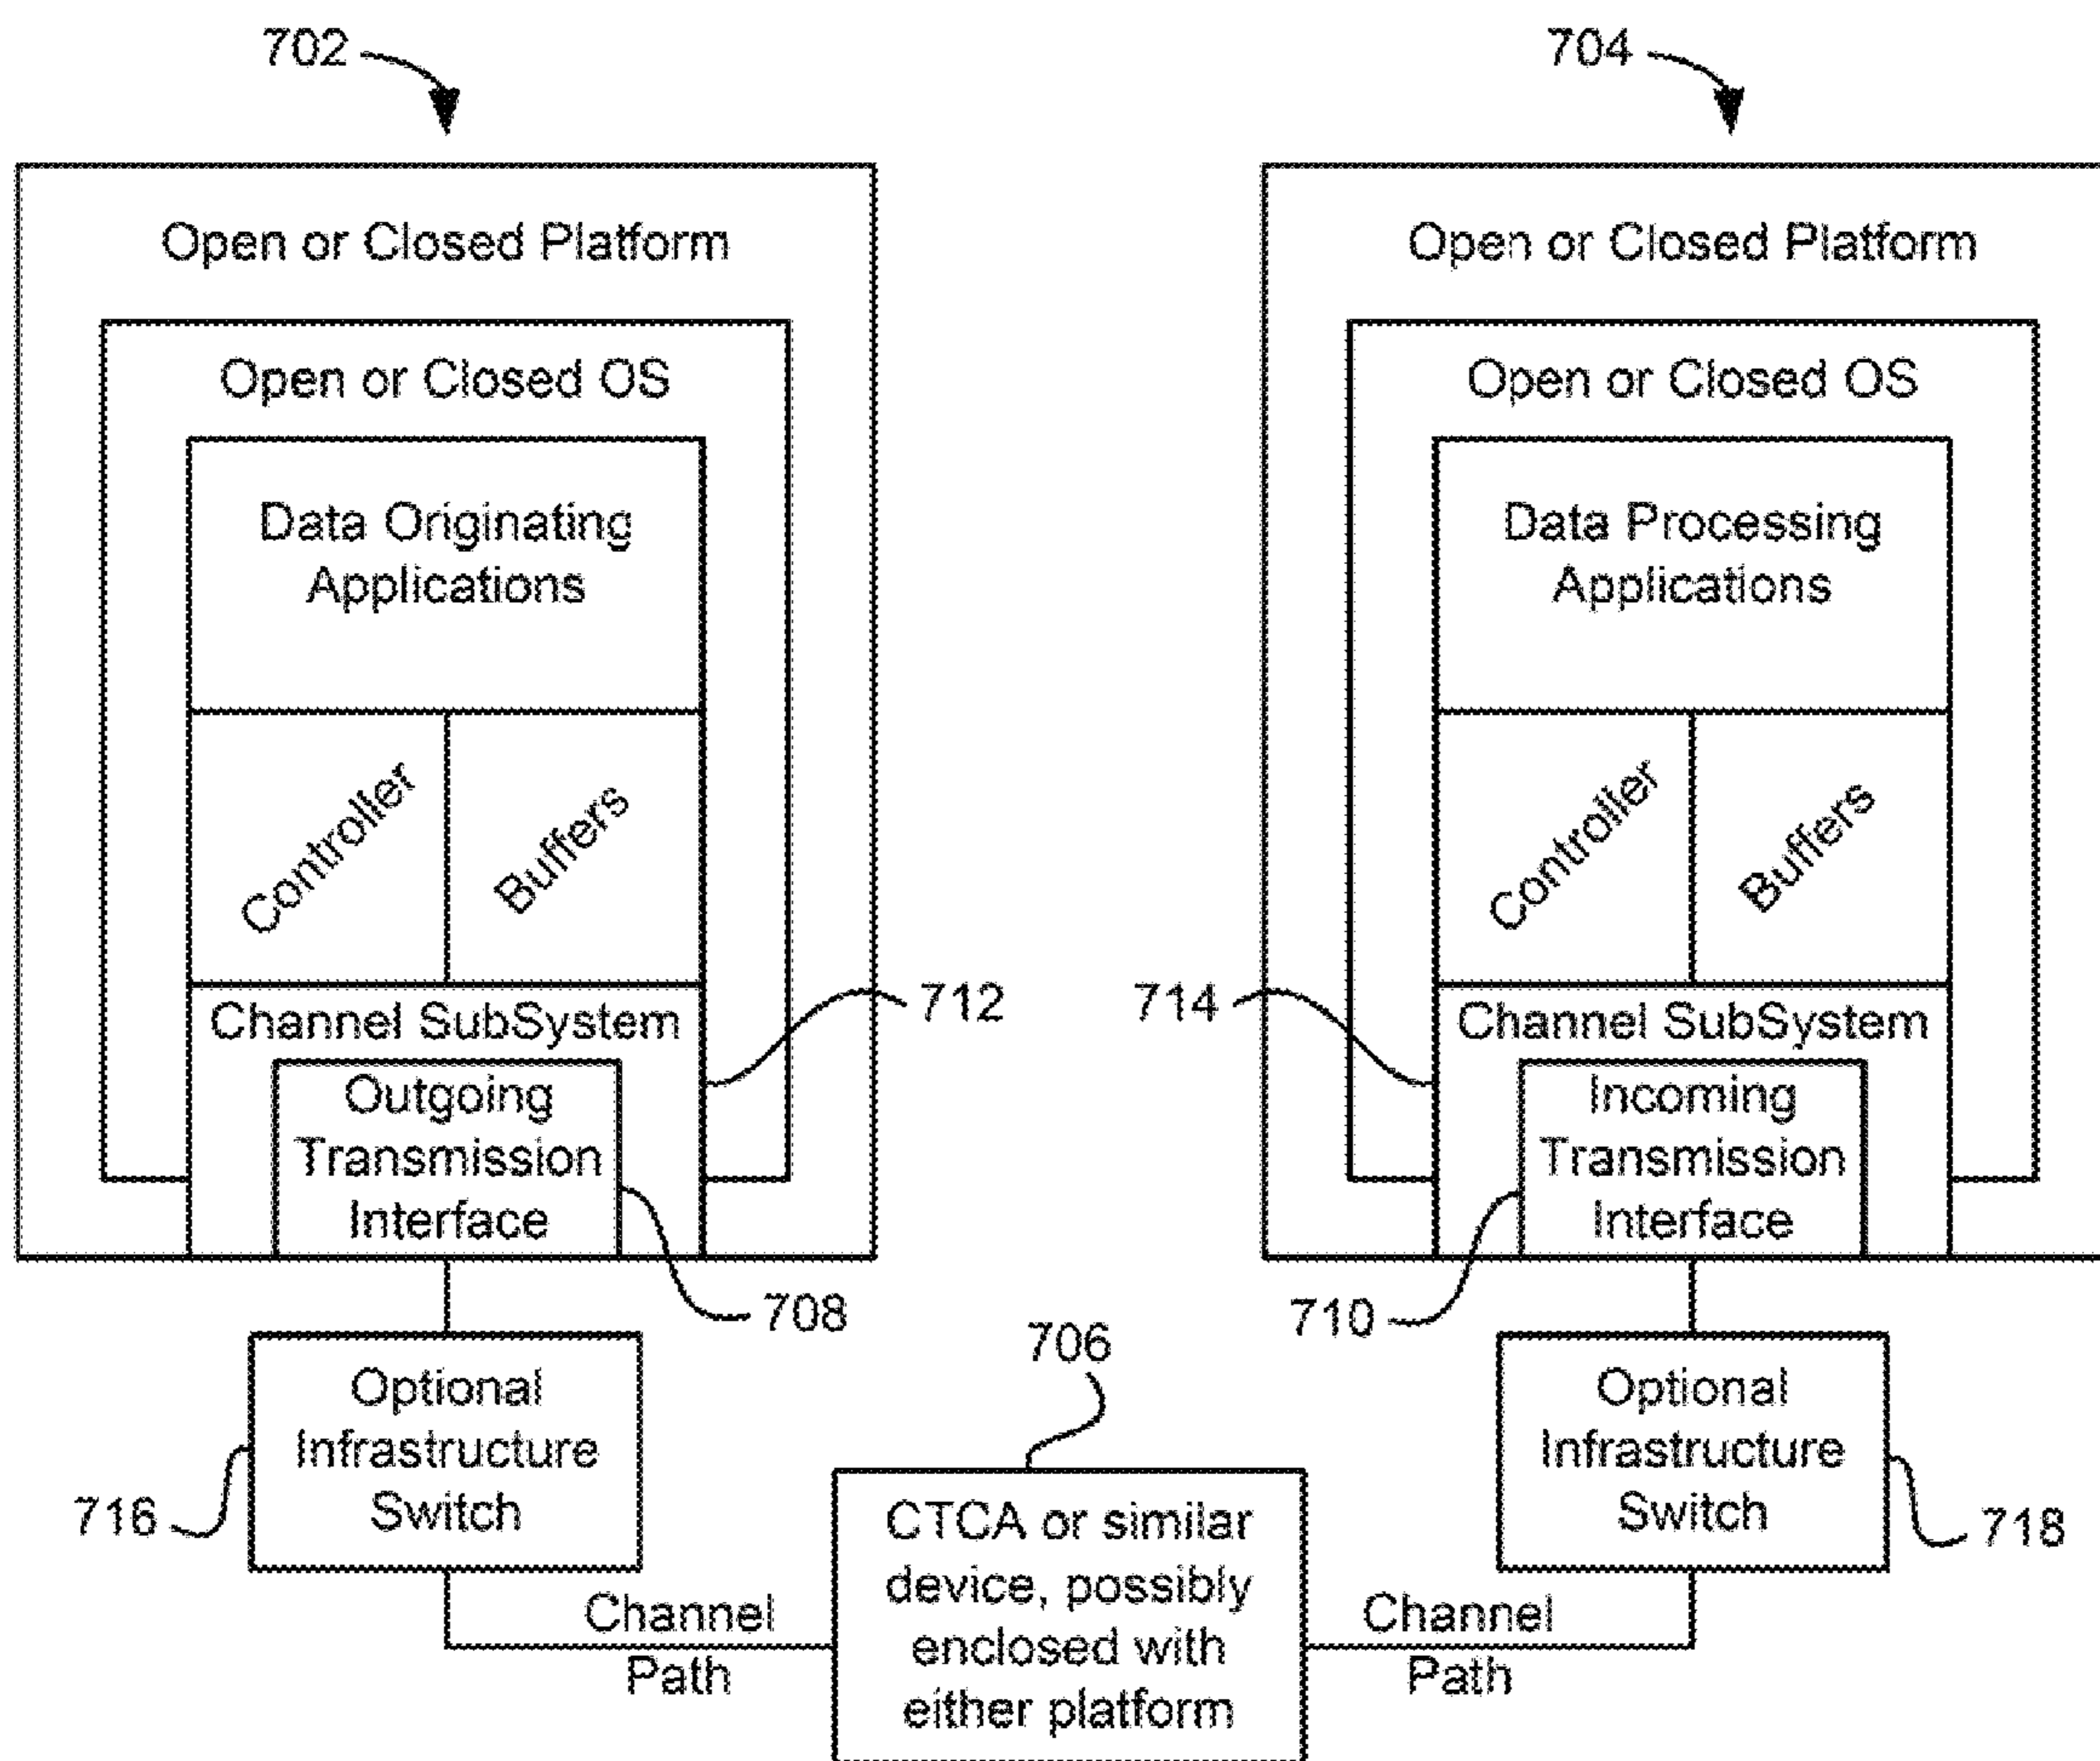 702
704
Open or Closed Platform
Open or Closed OS
Data Originating
Applications
Controller
Buffers
Channel SubSystem
Outgoing
Transmission
Interface
712
708
Open or Closed Platform
Open or Closed OS
Data Processing
Applications
Controller
Buffers
714
Channel SubSystem
Incoming
Transmission
Interface
710
Optional
Infrastructure
Switch
716
Channel
Path
706
CTCA or similar
device, possibly
enclosed with
either platform
Channel
Path
Optional
Infrastructure
Switch
718